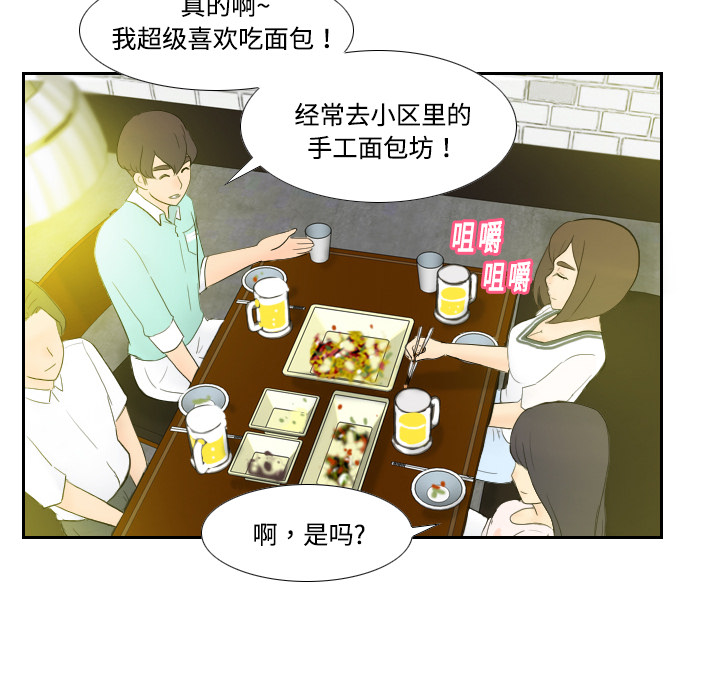 真的啊~
我超级喜欢吃面包！
经常去小区里的
手工面包坊！
咀嚼
咀嚼
啊，是吗?